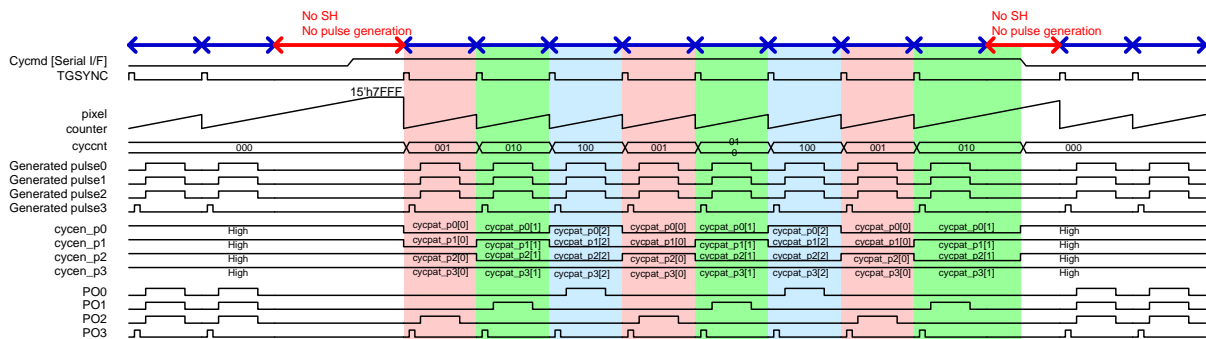 No SH
No pulse generation
No SH
No pulse generation
Cycmd [Serial I/F]
TGSYNC
15'h7FFF
pixel
counter
cyccnt 000 001 010 100 001 010 100 001 010 000
Generated pulse0
Generated pulse1
Generated pulse2
Generated pulse3
cycen_p0 High cycpat_p0[0] cycpat_p0[1] cycpat_p0[2] cycpat_p0[0] cycpat_p0[1] cycpat_p0[2] cycpat_p0[0] cycpat_p0[1] High
cycen_p1 High cycpat_p1[0] cycpat_p1[1] cycpat_p1[2] cycpat_p1[0] cycpat_p1[1] cycpat_p1[2] cycpat_p1[0] cycpat_p1[1] High
cycen_p2 High cycpat_p2[0] cycpat_p2[1] cycpat_p2[2] cycpat_p2[0] cycpat_p2[1] cycpat_p2[2] cycpat_p2[0] cycpat_p2[1] High
cycen_p3 High cycpat_p3[0] cycpat_p3[1] cycpat_p3[2] cycpat_p3[0] cycpat_p3[1] cycpat_p3[2] cycpat_p3[0] cycpat_p3[1] High
PO0
PO1
PO2
PO3